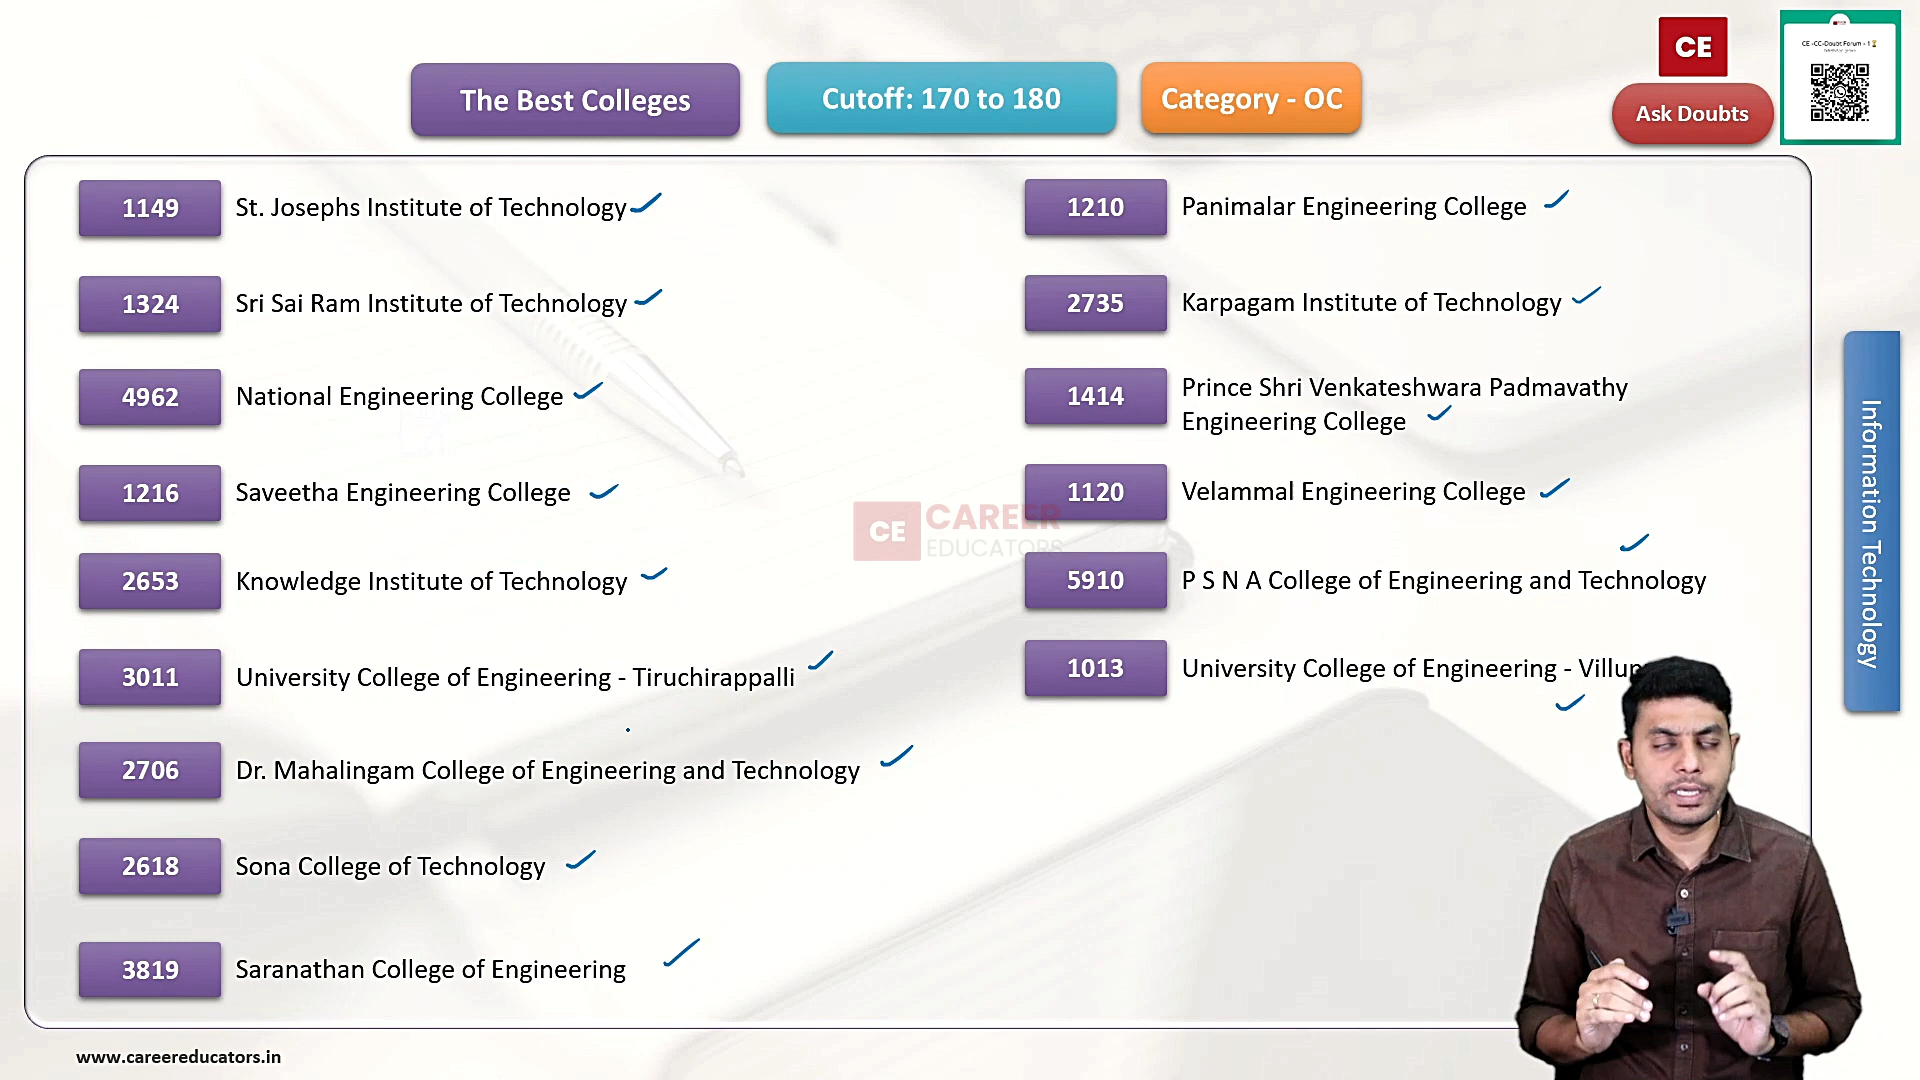 The Best Colleges
Cutoff: 170 to 180
Category - OC
CE
Ask Doubts
CE -CC-Doubt Forum - 1
1149 St. Josephs Institute of Technology
1324 Sri Sai Ram Institute of Technology
4962 National Engineering College
1216 Saveetha Engineering College
2653 Knowledge Institute of Technology
3011 University College of Engineering - Tiruchirappalli
2706 Dr. Mahalingam College of Engineering and Technology
2618 Sona College of Technology
3819 Saranathan College of Engineering
1210 Panimalar Engineering College
2735 Karpagam Institute of Technology
1414 Prince Shri Venkateshwara Padmavathy
Engineering College
1120 Velammal Engineering College
5910 P S N A College of Engineering and Technology
1013 University College of Engineering -
CE CAREER
EDUCATORS
Information Technology
www.careereducators.in